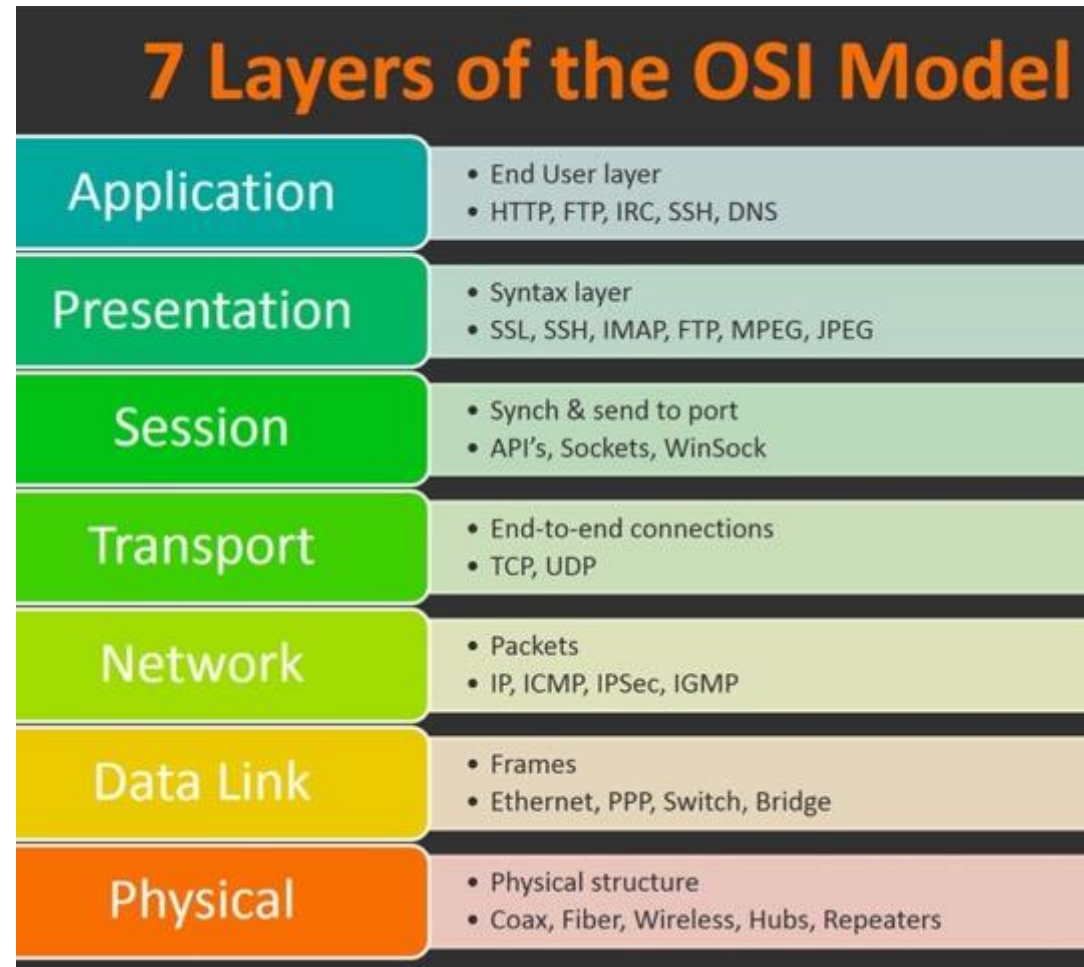 7 Layers of the OSI Model
Application
• End User layer
• HTTP, FTP, IRC, SSH, DNS
Presentation
• Syntax layer
• SSL, SSH, IMAP, FTP, MPEG, JPEG
Session
• Synch & send to port
• API's, Sockets, WinSock
Transport
• End-to-end connections
• TCP, UDP
Network
• Packets
• IP, ICMP, IPSec, IGMP
Data Link
• Frames
• Ethernet, PPP, Switch, Bridge
Physical
• Physical structure
• Coax, Fiber, Wireless, Hubs, Repeaters